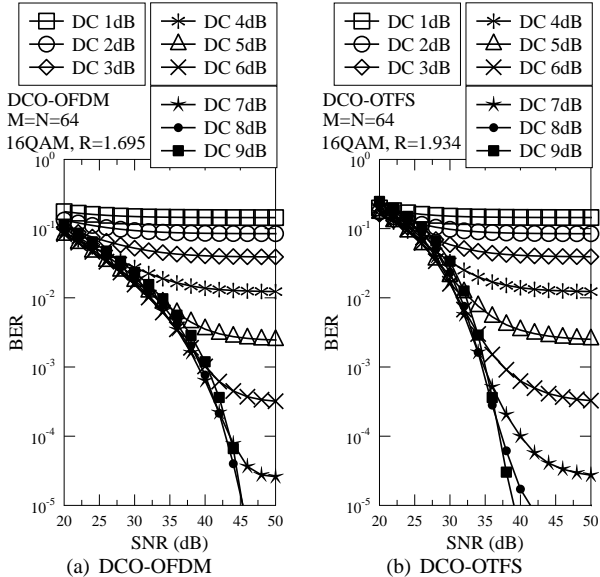 DC 1dB
DC 2dB
DC 3dB
DC 4dB
DC 5dB
DC 6dB
DC 7dB
DC 8dB
DC 9dB
DCO-OFDM
M=N=64
16QAM, R=1.695
10^0
10^-1
10^-2
10^-3
10^-4
10^-5
BER
20 25 30 35 40 45 50
SNR (dB)
(a) DCO-OFDM
DC 1dB
DC 2dB
DC 3dB
DC 4dB
DC 5dB
DC 6dB
DC 7dB
DC 8dB
DC 9dB
DCO-OTFS
M=N=64
16QAM, R=1.934
10^0
10^-1
10^-2
10^-3
10^-4
10^-5
BER
20 25 30 35 40 45 50
SNR (dB)
(b) DCO-OTFS